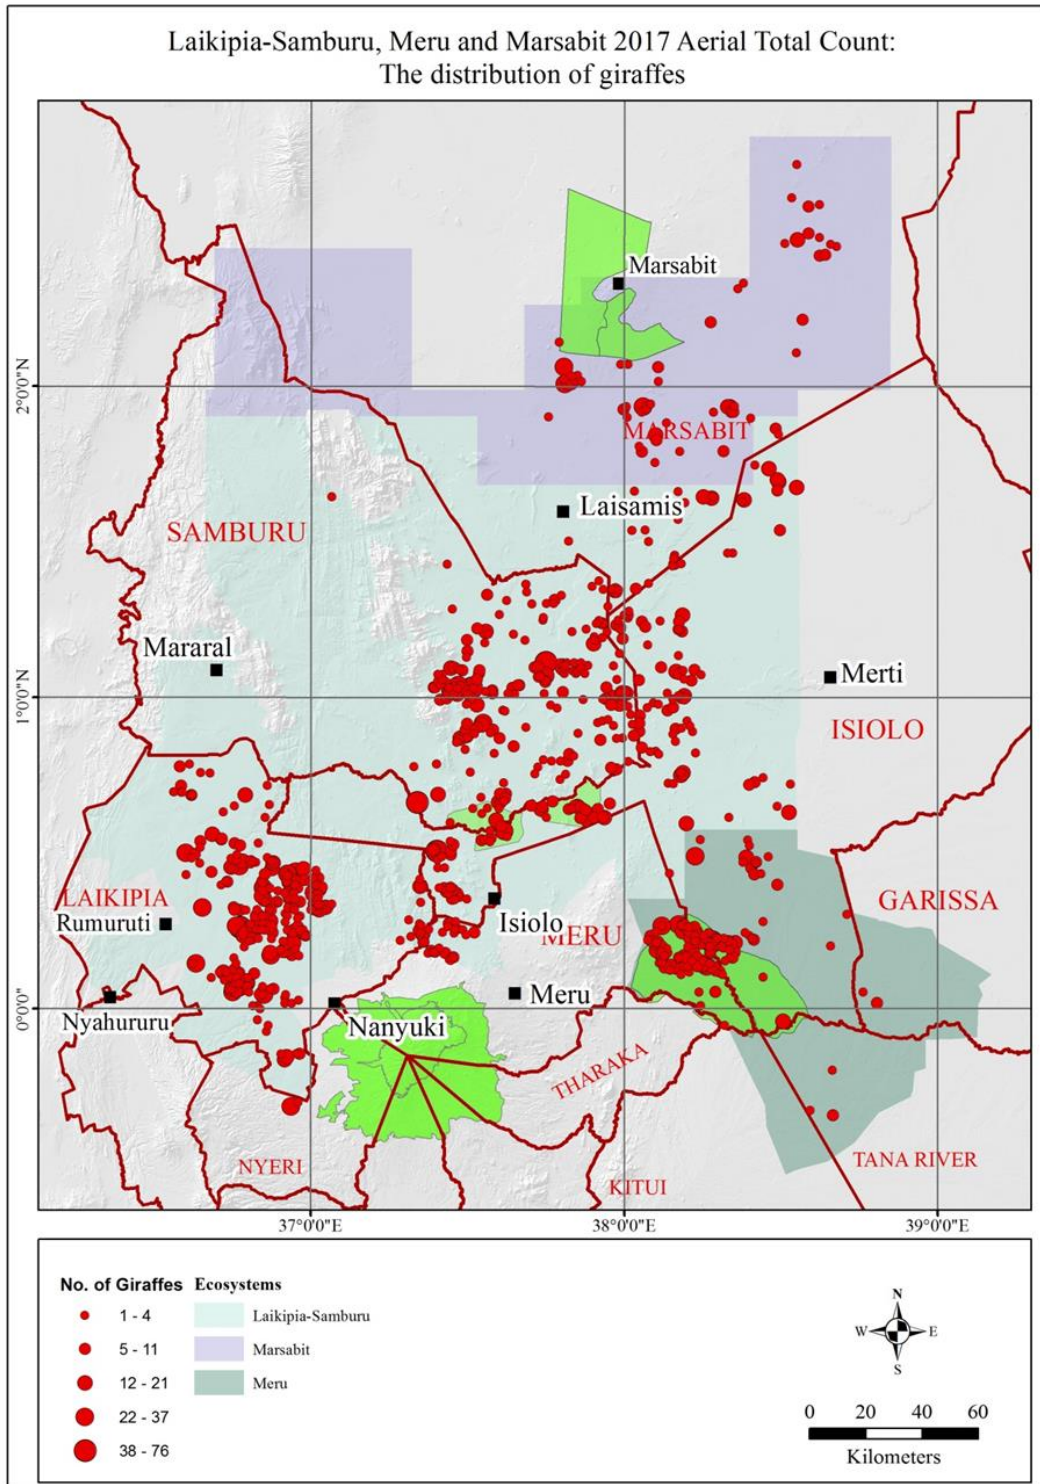 Laikipia-Samburu, Meru and Marsabit 2017 Aerial Total Count:
The distribution of giraffes
Marsabit
2°0'0"N
MARSABIT
Laisamis
SAMBURU
Mararal
Merti
1°0'0"N
ISIOLO
LAIKIPIA
GARISSA
Rumuruti
Isiolo
MERU
Meru
0°0'0"
Nyahururu
Nanyuki
THARAKA
NYERI
KITUI
TANA RIVER
37°0'0"E
38°0'0"E
39°0'0"E
No. of Giraffes
1 - 4
5 - 11
12 - 21
22 - 37
38 - 76
Ecosystems
Laikipia-Samburu
Marsabit
Meru
N
W
E
S
0 20 40 60
Kilometers